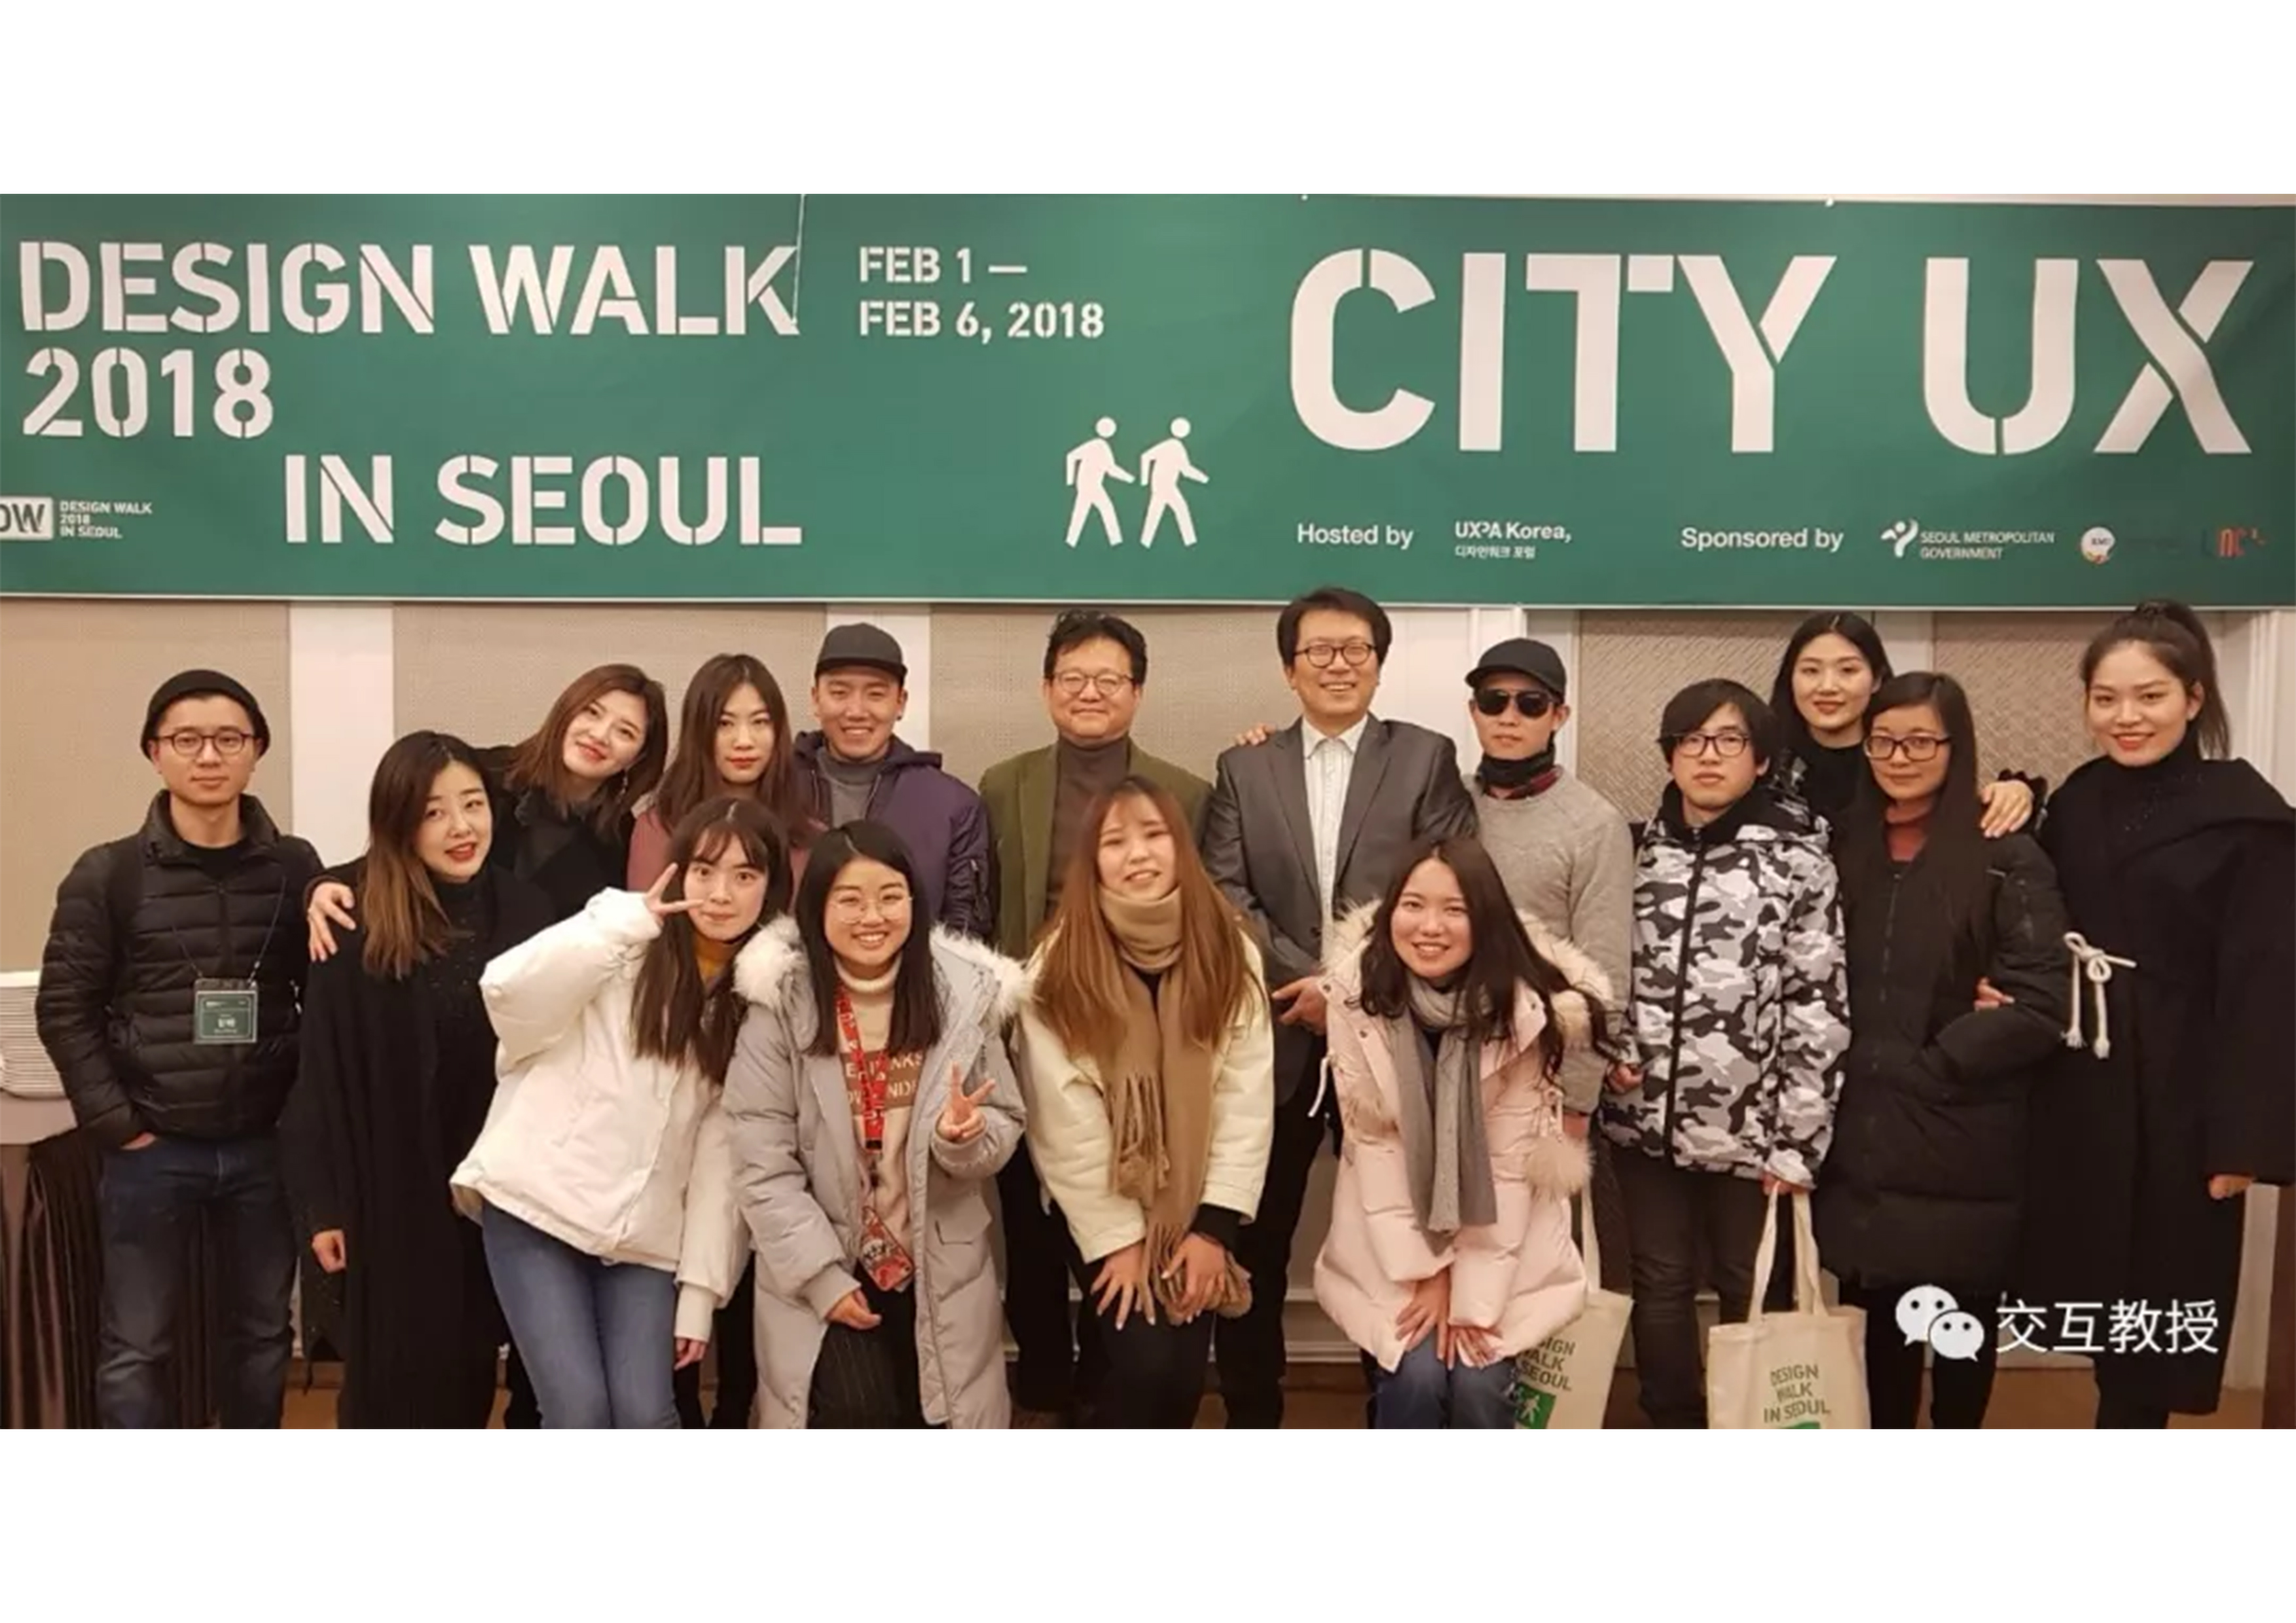 DESIGN WALK
2018
IN SEOUL
FEB 1 —
FEB 6, 2018
CITY UX
DW
DESIGN WALK
2018
IN SEOUL
Hosted by
UXPA Korea,
디자인워크 포럼
Sponsored by
SEOUL METROPOLITAN
GOVERNMENT
DESIGN
WALK
IN SEOUL
交互教授